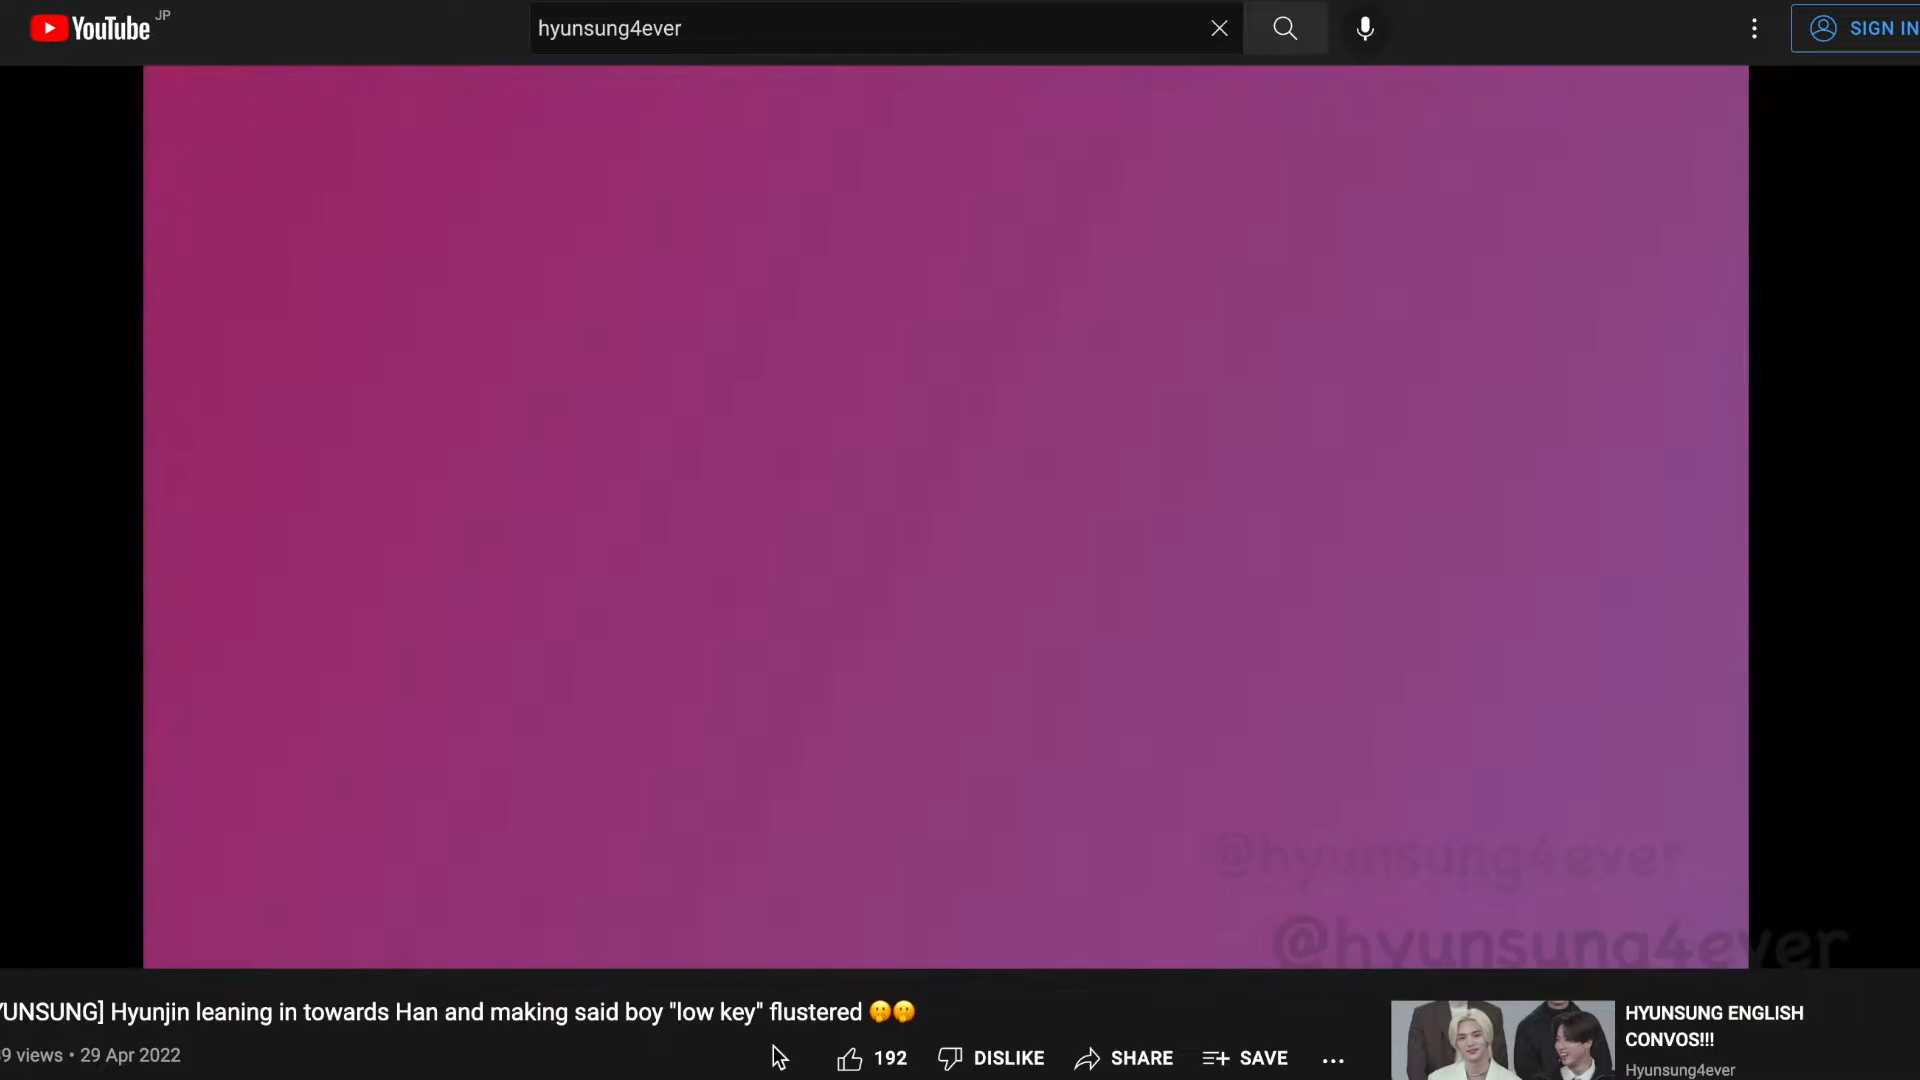 YouTube JP
hyunsung4ever
SIGN IN
@hyunsung4ever
@hyunsung4ever
YUNSUNG] Hyunjin leaning in towards Han and making said boy "low key" flustered 🤭🤭
9 views • 29 Apr 2022
192 DISLIKE SHARE SAVE
HYUNSUNG ENGLISH
CONVOS!!!
Hyunsung4ever